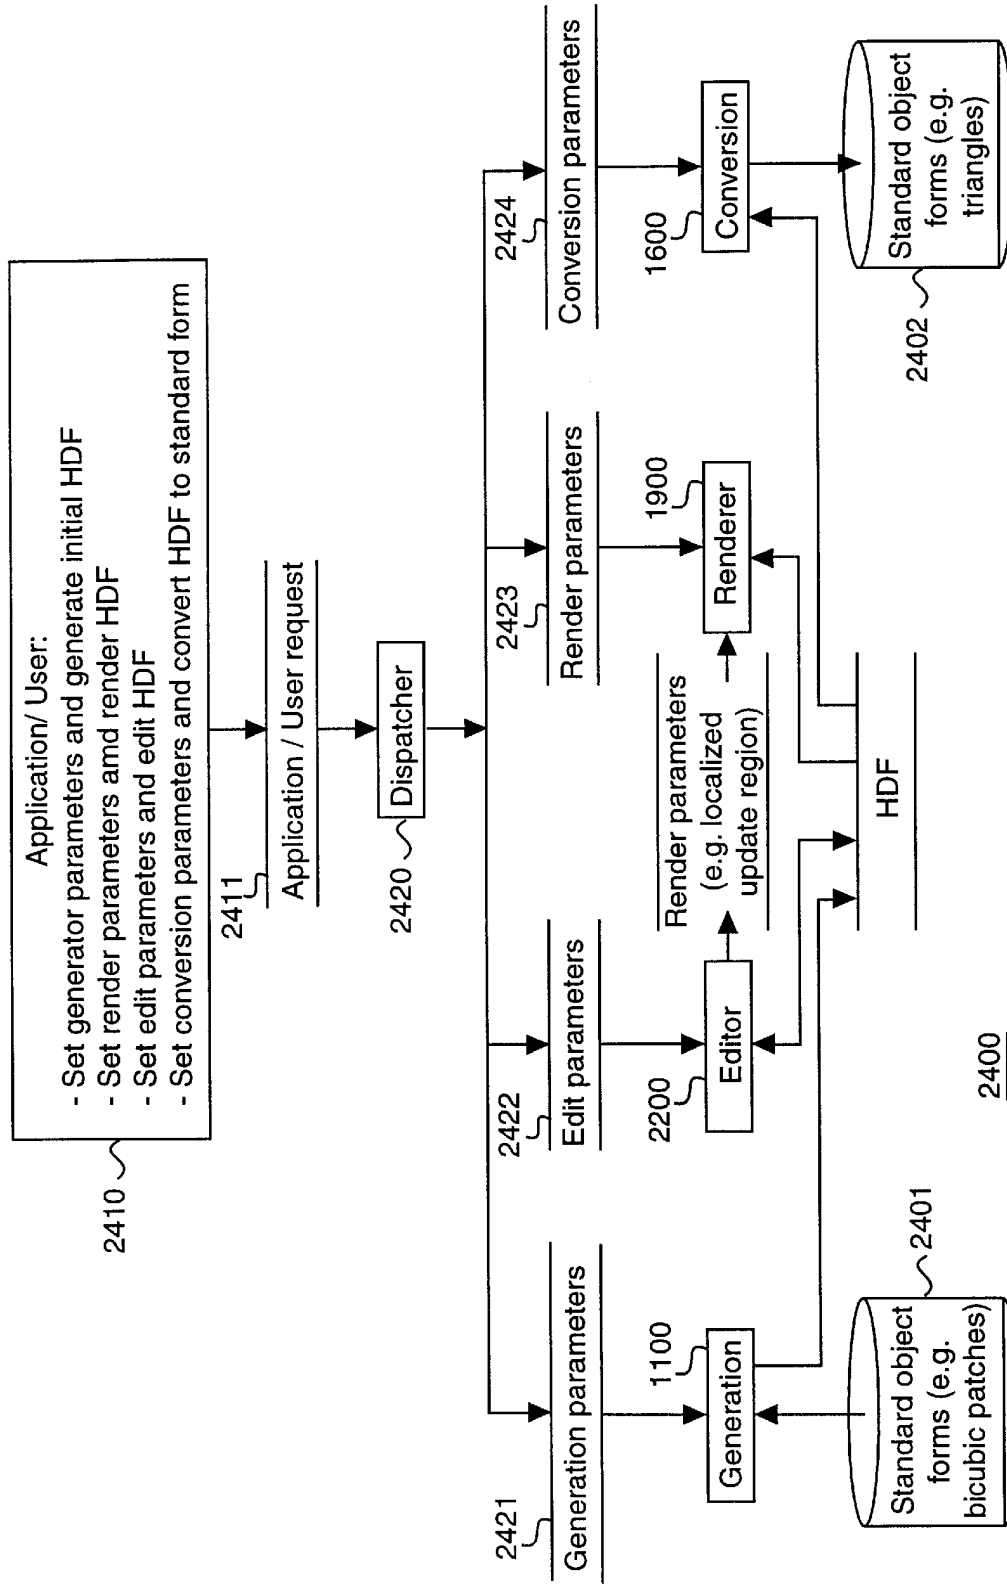 Application/ User:
- Set generator parameters and generate initial HDF
- Set render parameters amd render HDF
- Set edit parameters and edit HDF
- Set conversion parameters and convert HDF to standard form
2410
2411
Application / User request
2420
Dispatcher
2421
Generation parameters
2422
Edit parameters
2423
Render parameters
2424
Conversion parameters
1100
Generation
2200
Editor
Render parameters
(e.g. localized
update region)
1900
Renderer
1600
Conversion
HDF
Standard object
forms (e.g.
bicubic patches)
2401
Standard object
forms (e.g.
triangles)
2402
2400